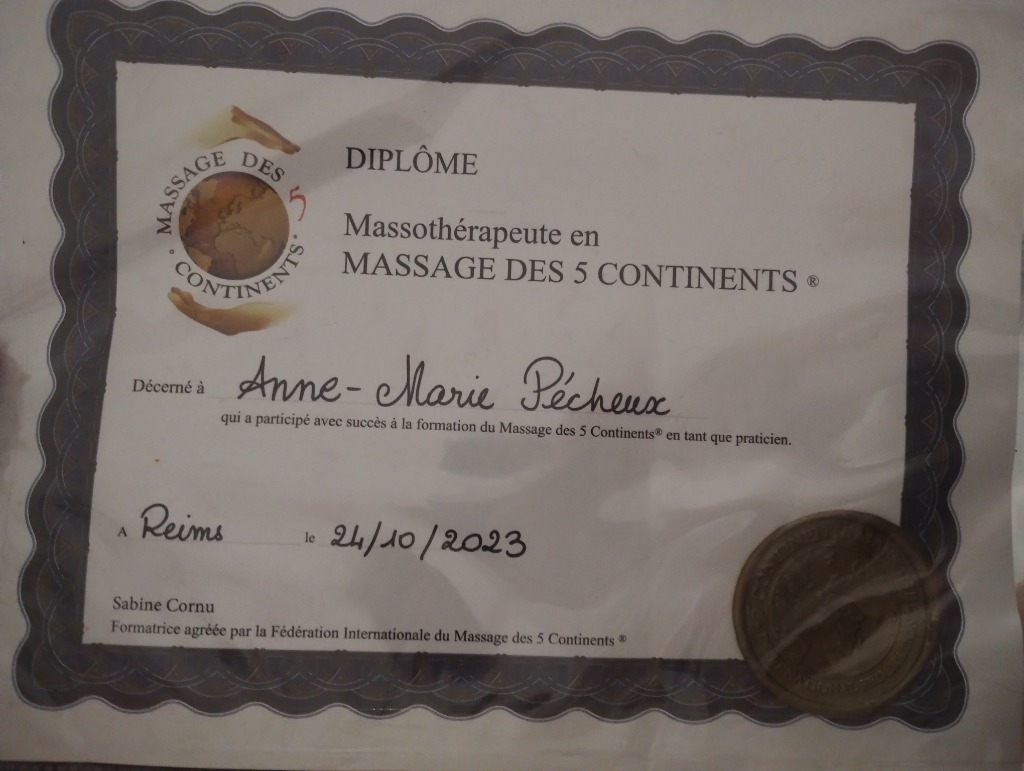 MASSAGE DES 5
• CONTINENTS •
DIPLÔME
Massothérapeute en
MASSAGE DES 5 CONTINENTS ®
Décerné à Anne-Marie Pécheux
qui a participé avec succès à la formation du Massage des 5 Continents® en tant que praticien.
A Reims le 24/10/2023
Sabine Cornu
Formatrice agréée par la Fédération Internationale du Massage des 5 Continents ®